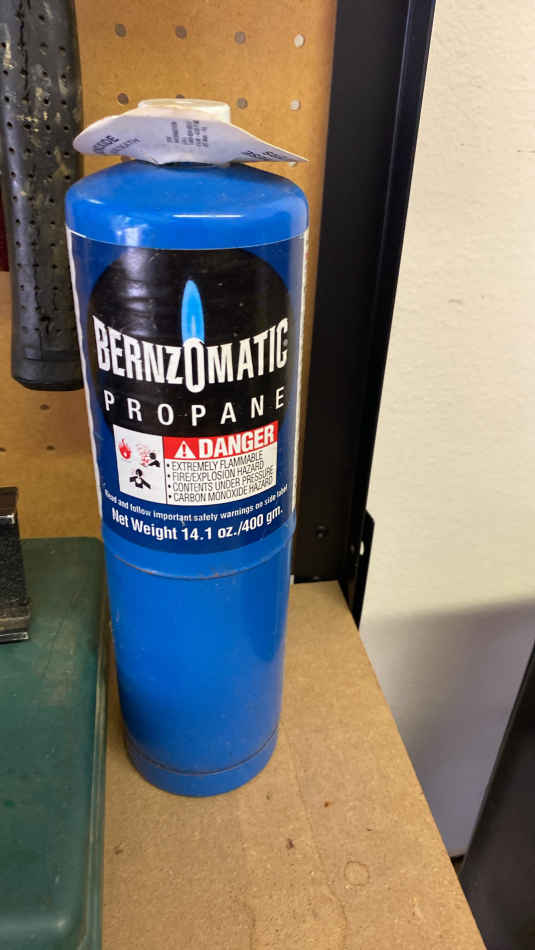 BERNZOMATIC
PROPANE
DANGER
• EXTREMELY FLAMMABLE
• FIRE/EXPLOSION HAZARD
• CONTENTS UNDER PRESSURE
• CARBON MONOXIDE HAZARD
Read and follow important safety warnings on side label
Net Weight 14.1 oz./400 gm.